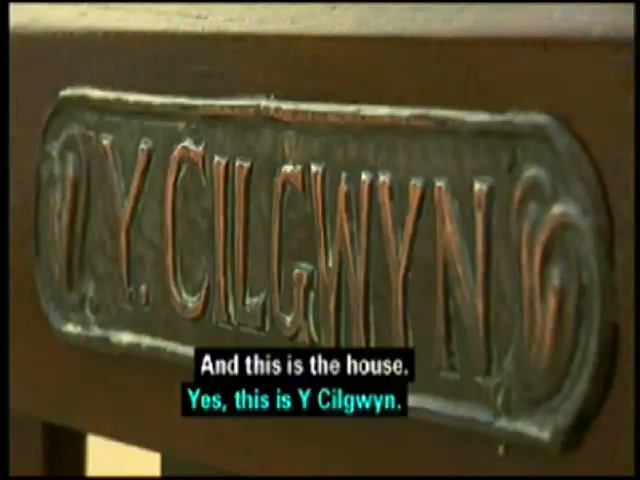 Y. CILGWYN
And this is the house.
Yes, this is Y Cilgwyn.